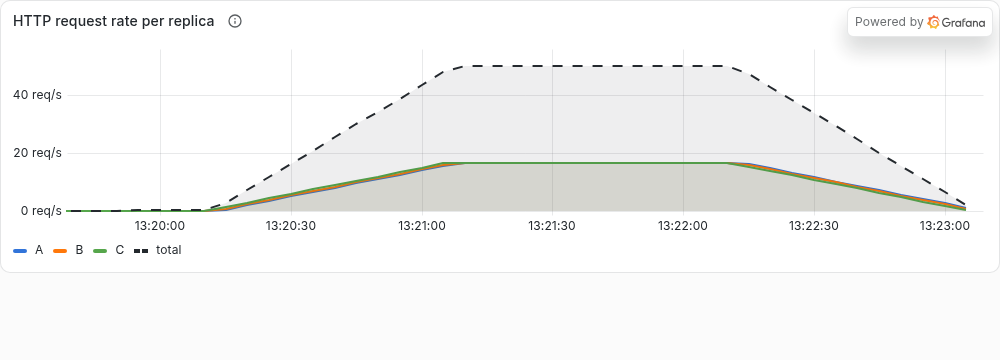 HTTP request rate per replica
Powered by Grafana
40 req/s
20 req/s
0 req/s
13:20:00 13:20:30 13:21:00 13:21:30 13:22:00 13:22:30 13:23:00
A B C total